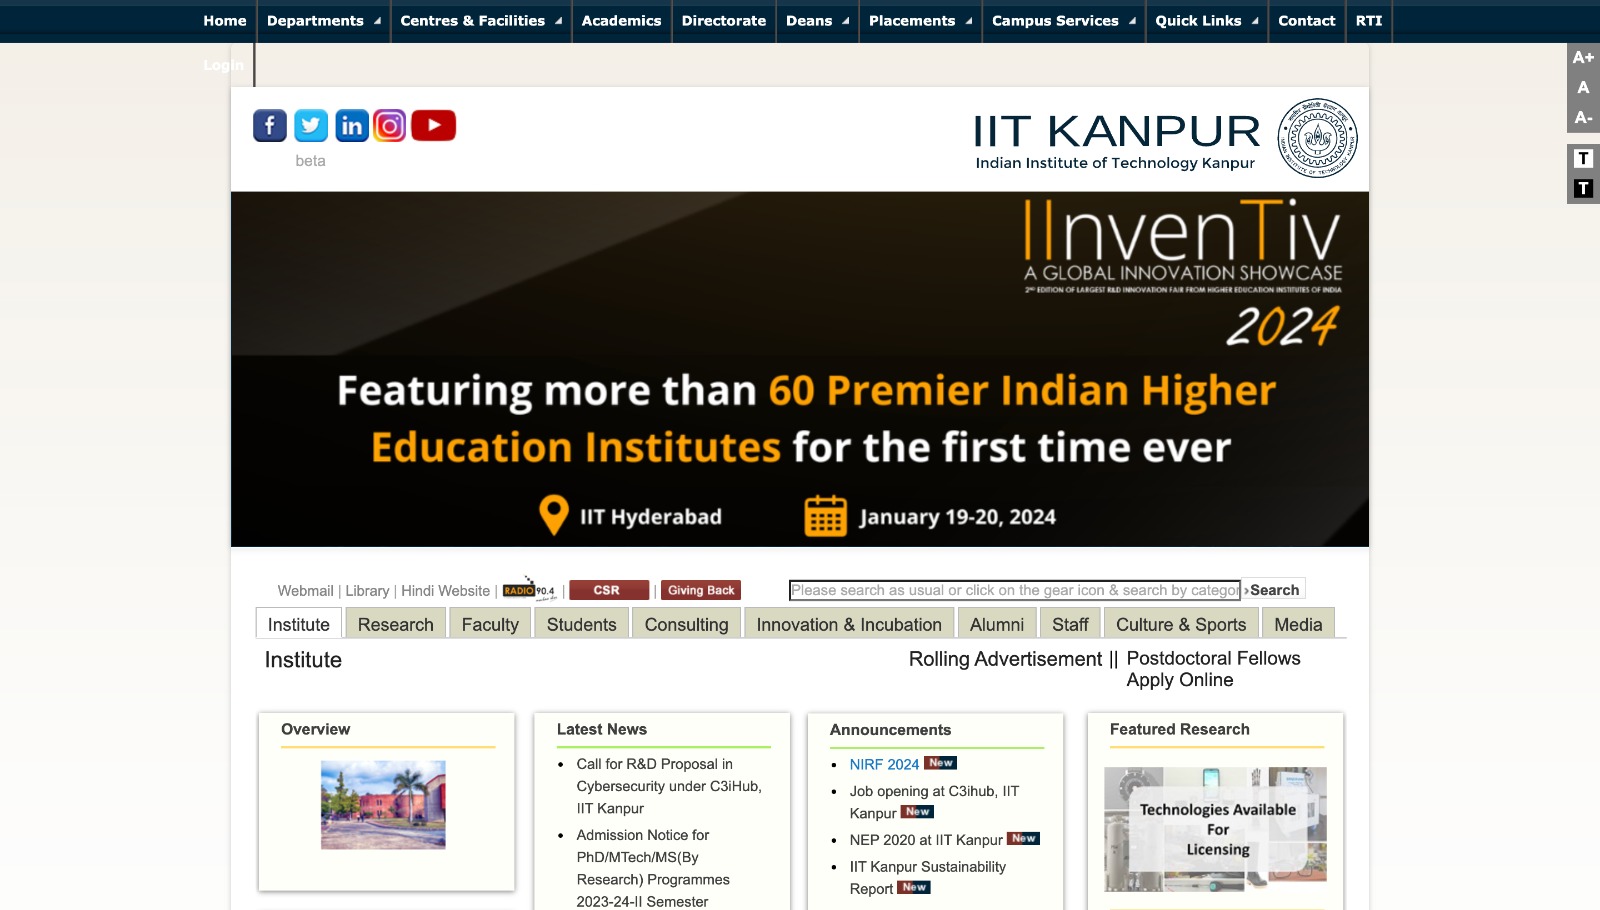 Home Departments Centres & Facilities Academics Directorate Deans Placements Campus Services Quick Links Contact RTI
Login
A+
A
A-
T
T
beta
IIT KANPUR
Indian Institute of Technology Kanpur
IInvenTiv
A GLOBAL INNOVATION SHOWCASE
2ND EDITION OF LARGEST R&D INNOVATION FAIR FROM HIGHER EDUCATION INSTITUTES OF INDIA
2024
Featuring more than 60 Premier Indian Higher
Education Institutes for the first time ever
IIT Hyderabad January 19-20, 2024
Webmail | Library | Hindi Website | RADIO 90.4 | CSR | Giving Back
Please search as usual or click on the gear icon & search by categor ›Search
Institute Research Faculty Students Consulting Innovation & Incubation Alumni Staff Culture & Sports Media
Institute
Rolling Advertisement || Postdoctoral Fellows
Apply Online
Overview
Latest News
Call for R&D Proposal in
Cybersecurity under C3iHub,
IIT Kanpur
Admission Notice for
PhD/MTech/MS(By
Research) Programmes
2023-24-II Semester
Announcements
NIRF 2024 New
Job opening at C3ihub, IIT
Kanpur New
NEP 2020 at IIT Kanpur New
IIT Kanpur Sustainability
Report New
Featured Research
Technologies Available
For
Licensing